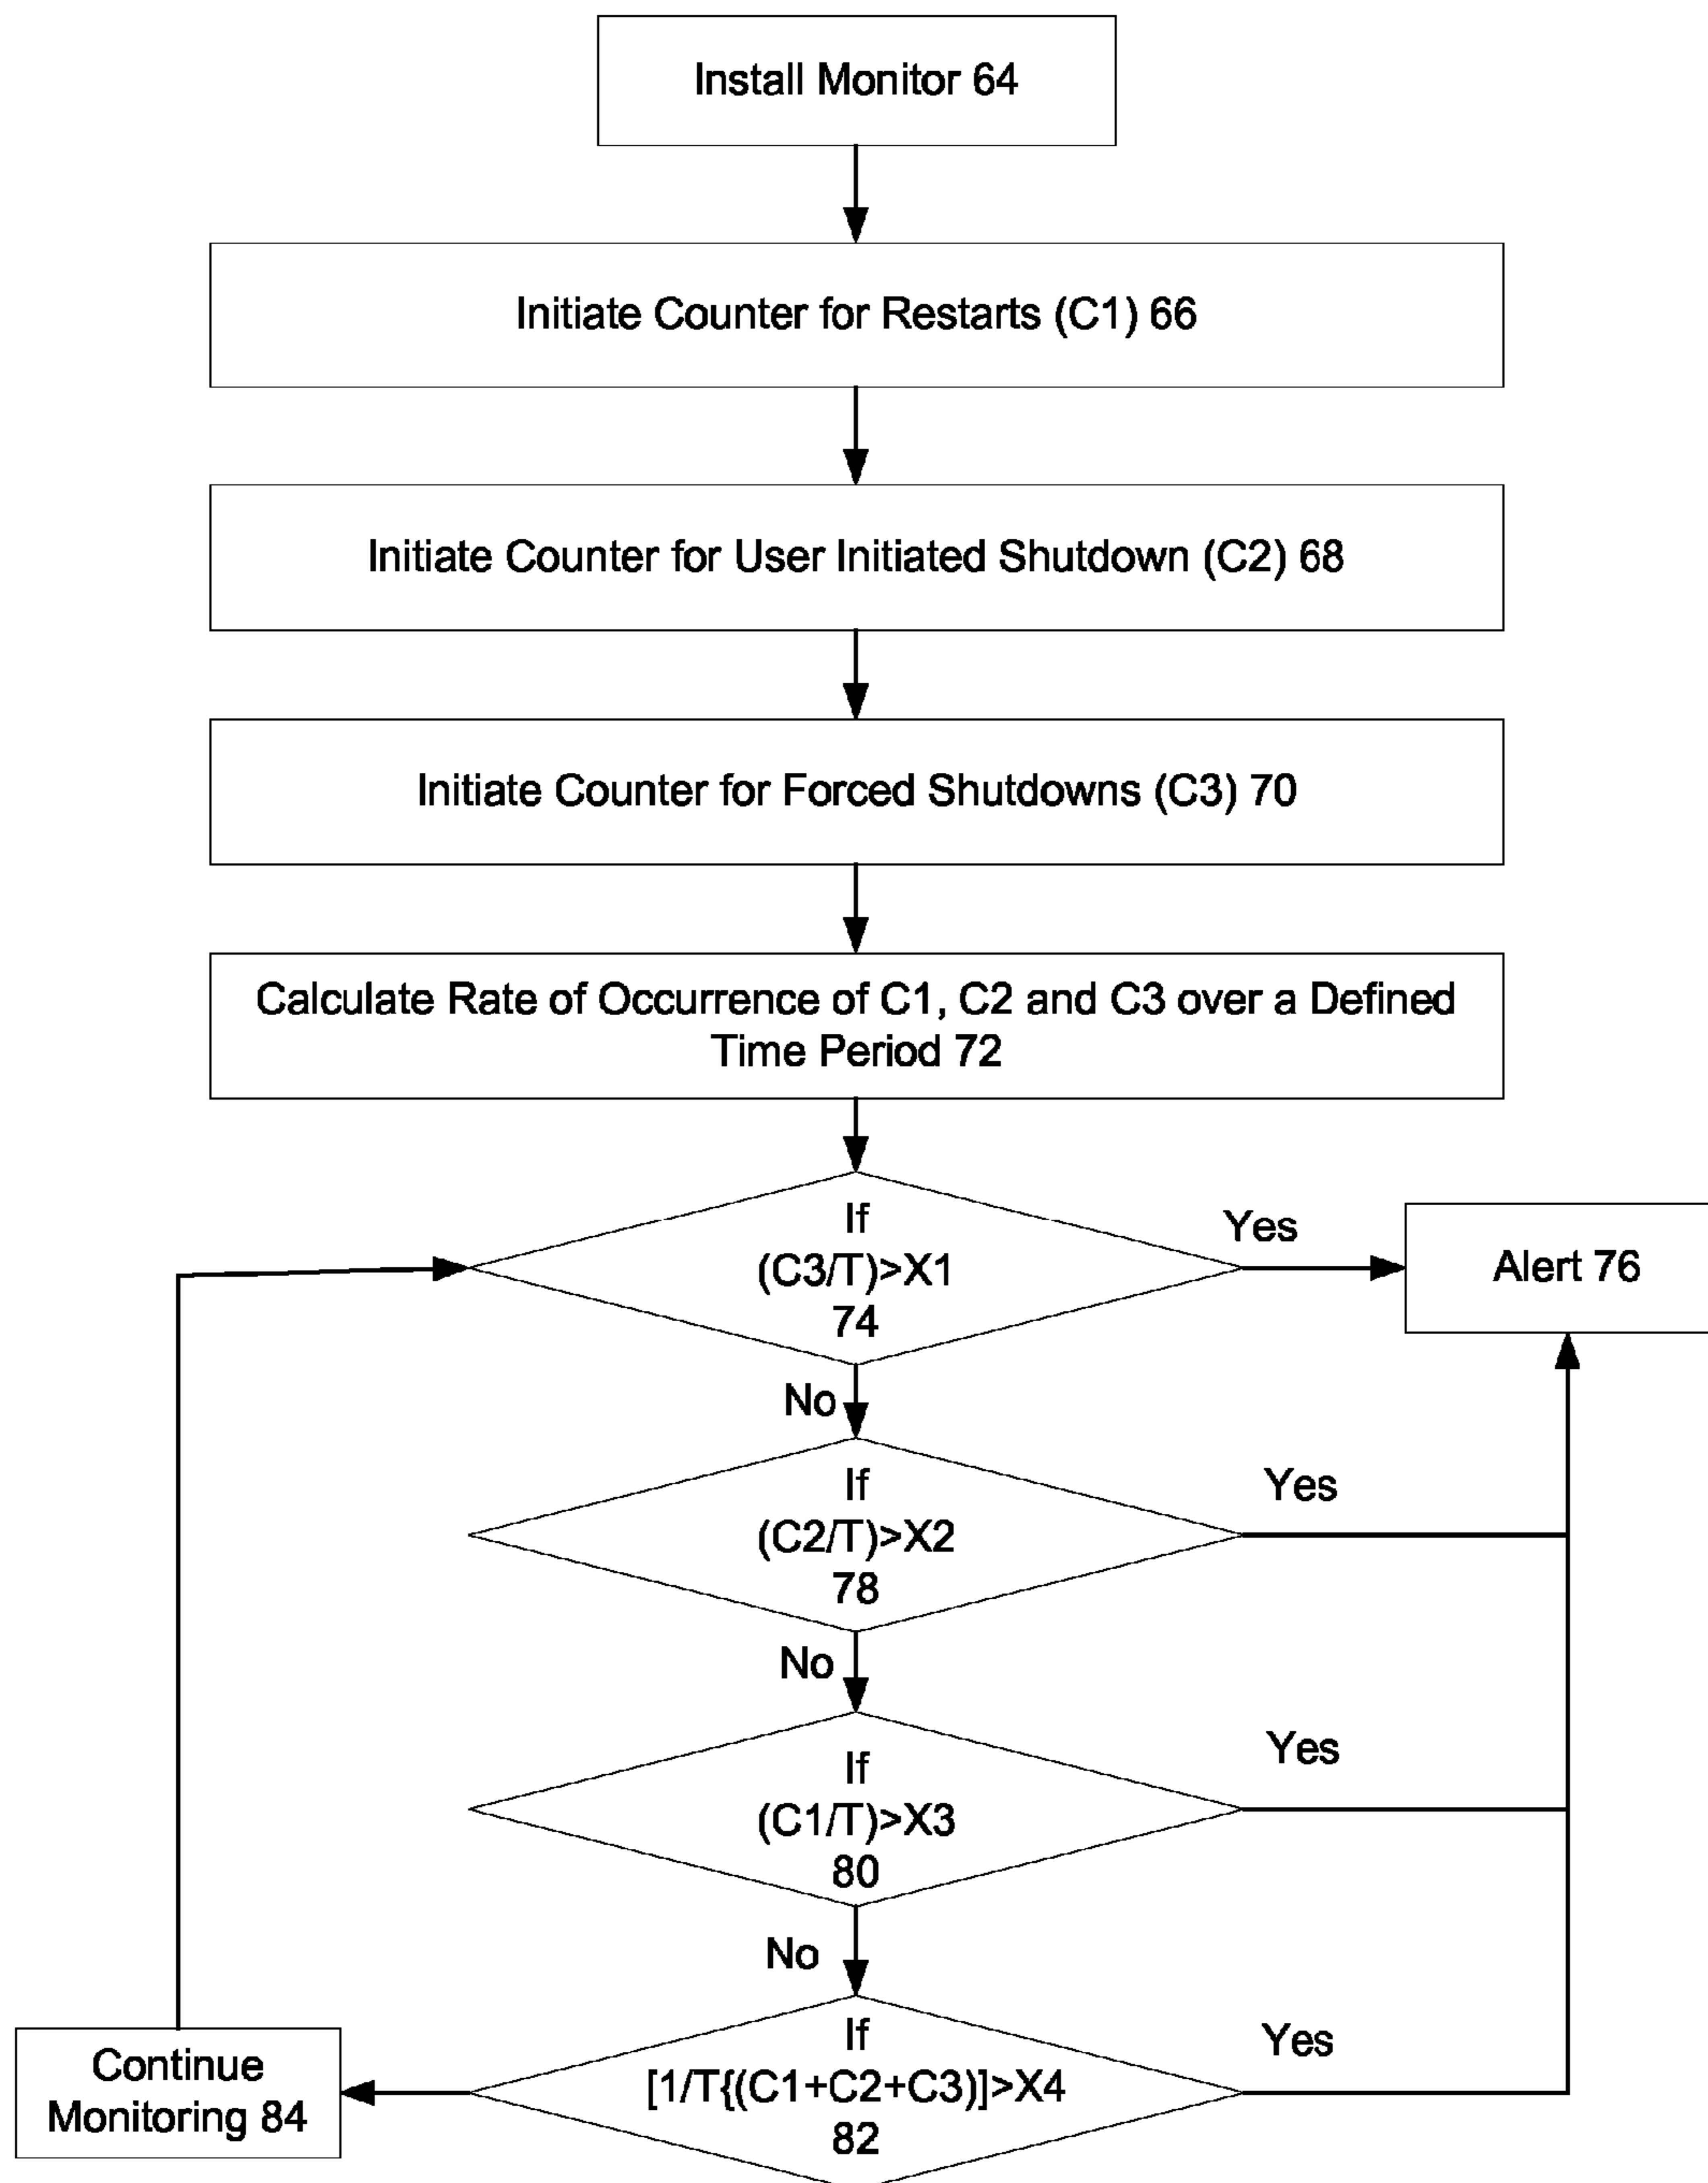 Install Monitor 64
Initiate Counter for Restarts (C1) 66
Initiate Counter for User Initiated Shutdown (C2) 68
Initiate Counter for Forced Shutdowns (C3) 70
Calculate Rate of Occurrence of C1, C2 and C3 over a Defined
Time Period 72
If
(C3/T)>X1
74
Yes
Alert 76
No
If
(C2/T)>X2
78
Yes
No
If
(C1/T)>X3
80
Yes
No
If
[1/T{(C1+C2+C3)]>X4
82
Yes
Continue
Monitoring 84